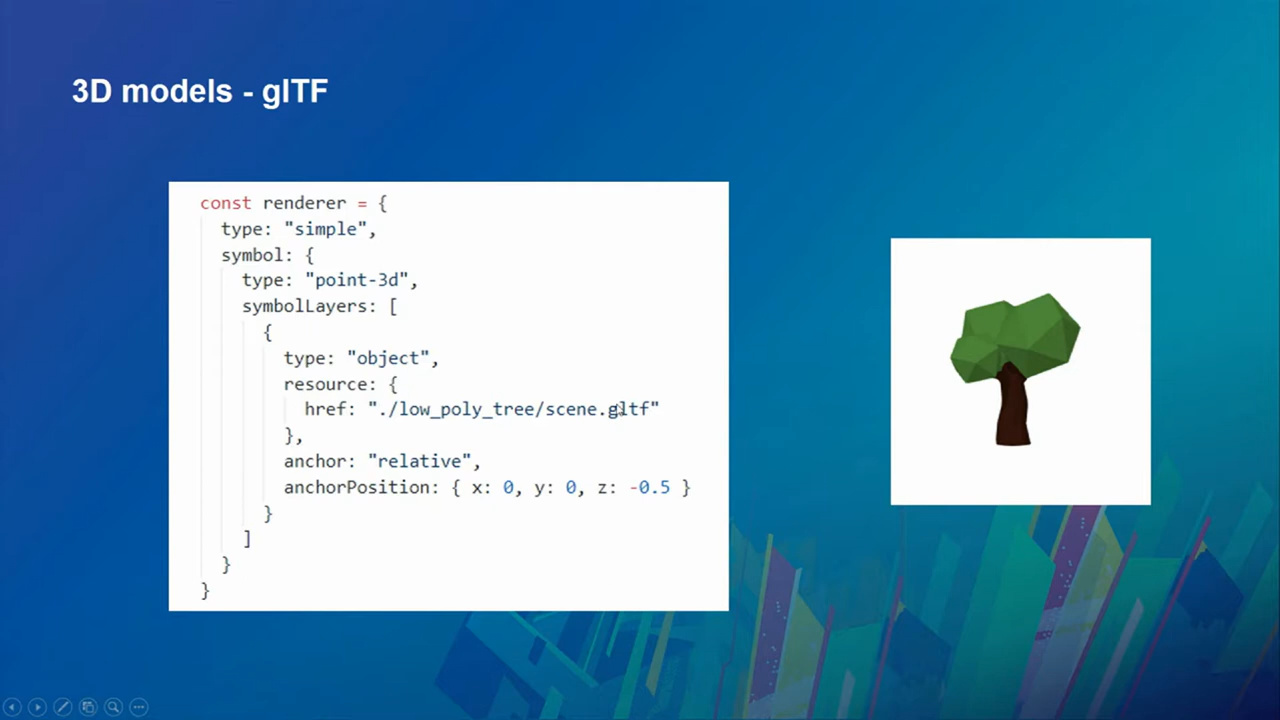 3D models - glTF
const renderer = {
type: "simple",
symbol: {
type: "point-3d",
symbolLayers: [
{
type: "object",
resource: {
href: "./low_poly_tree/scene.gltf"
},
anchor: "relative",
anchorPosition: { x: 0, y: 0, z: -0.5 }
}
]
}
}